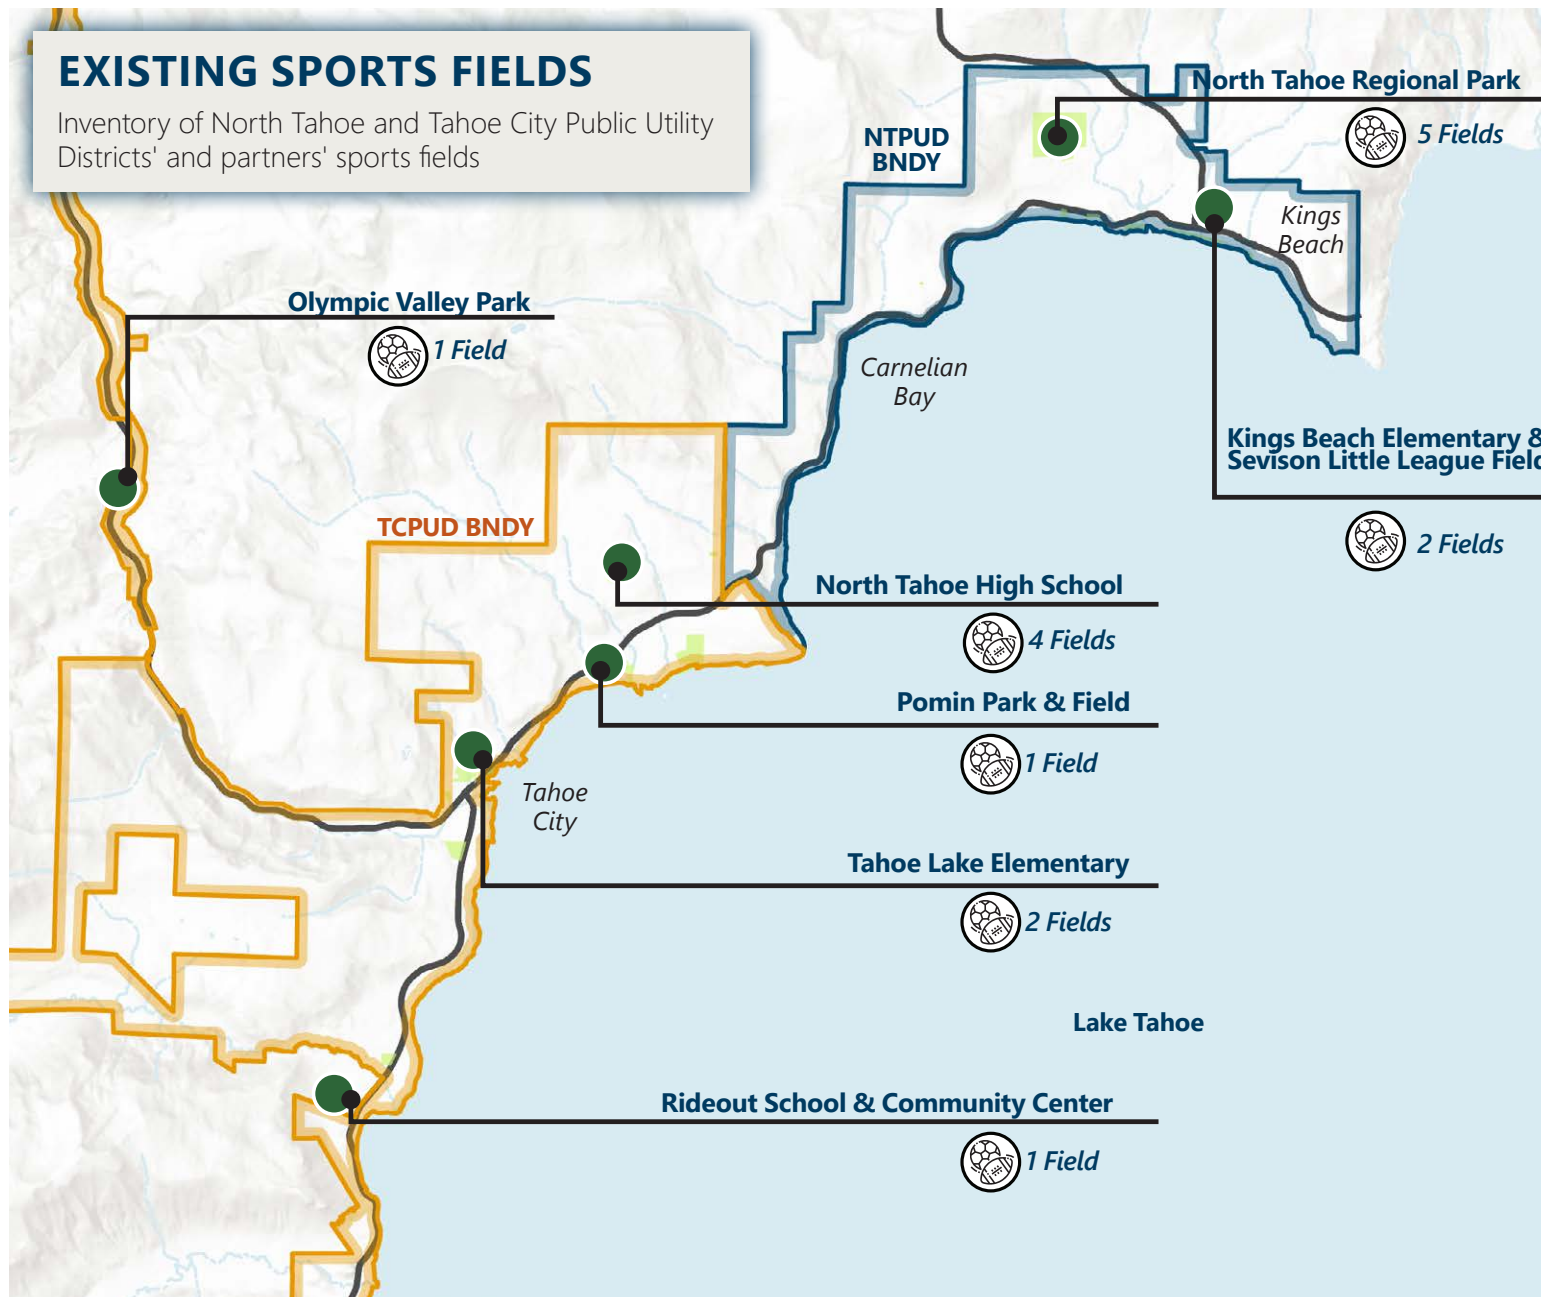 EXISTING SPORTS FIELDS
Inventory of North Tahoe and Tahoe City Public Utility
Districts' and partners' sports fields
North Tahoe Regional Park
5 Fields
NTPUD
BNDY
Kings
Beach
Olympic Valley Park
1 Field
Carnelian
Bay
Kings Beach Elementary &
Sevison Little League
2 Fields
TCPUD BNDY
North Tahoe High School
4 Fields
Pomin Park & Field
1 Field
Tahoe
City
Tahoe Lake Elementary
2 Fields
Lake Tahoe
Rideout School & Community Center
1 Field